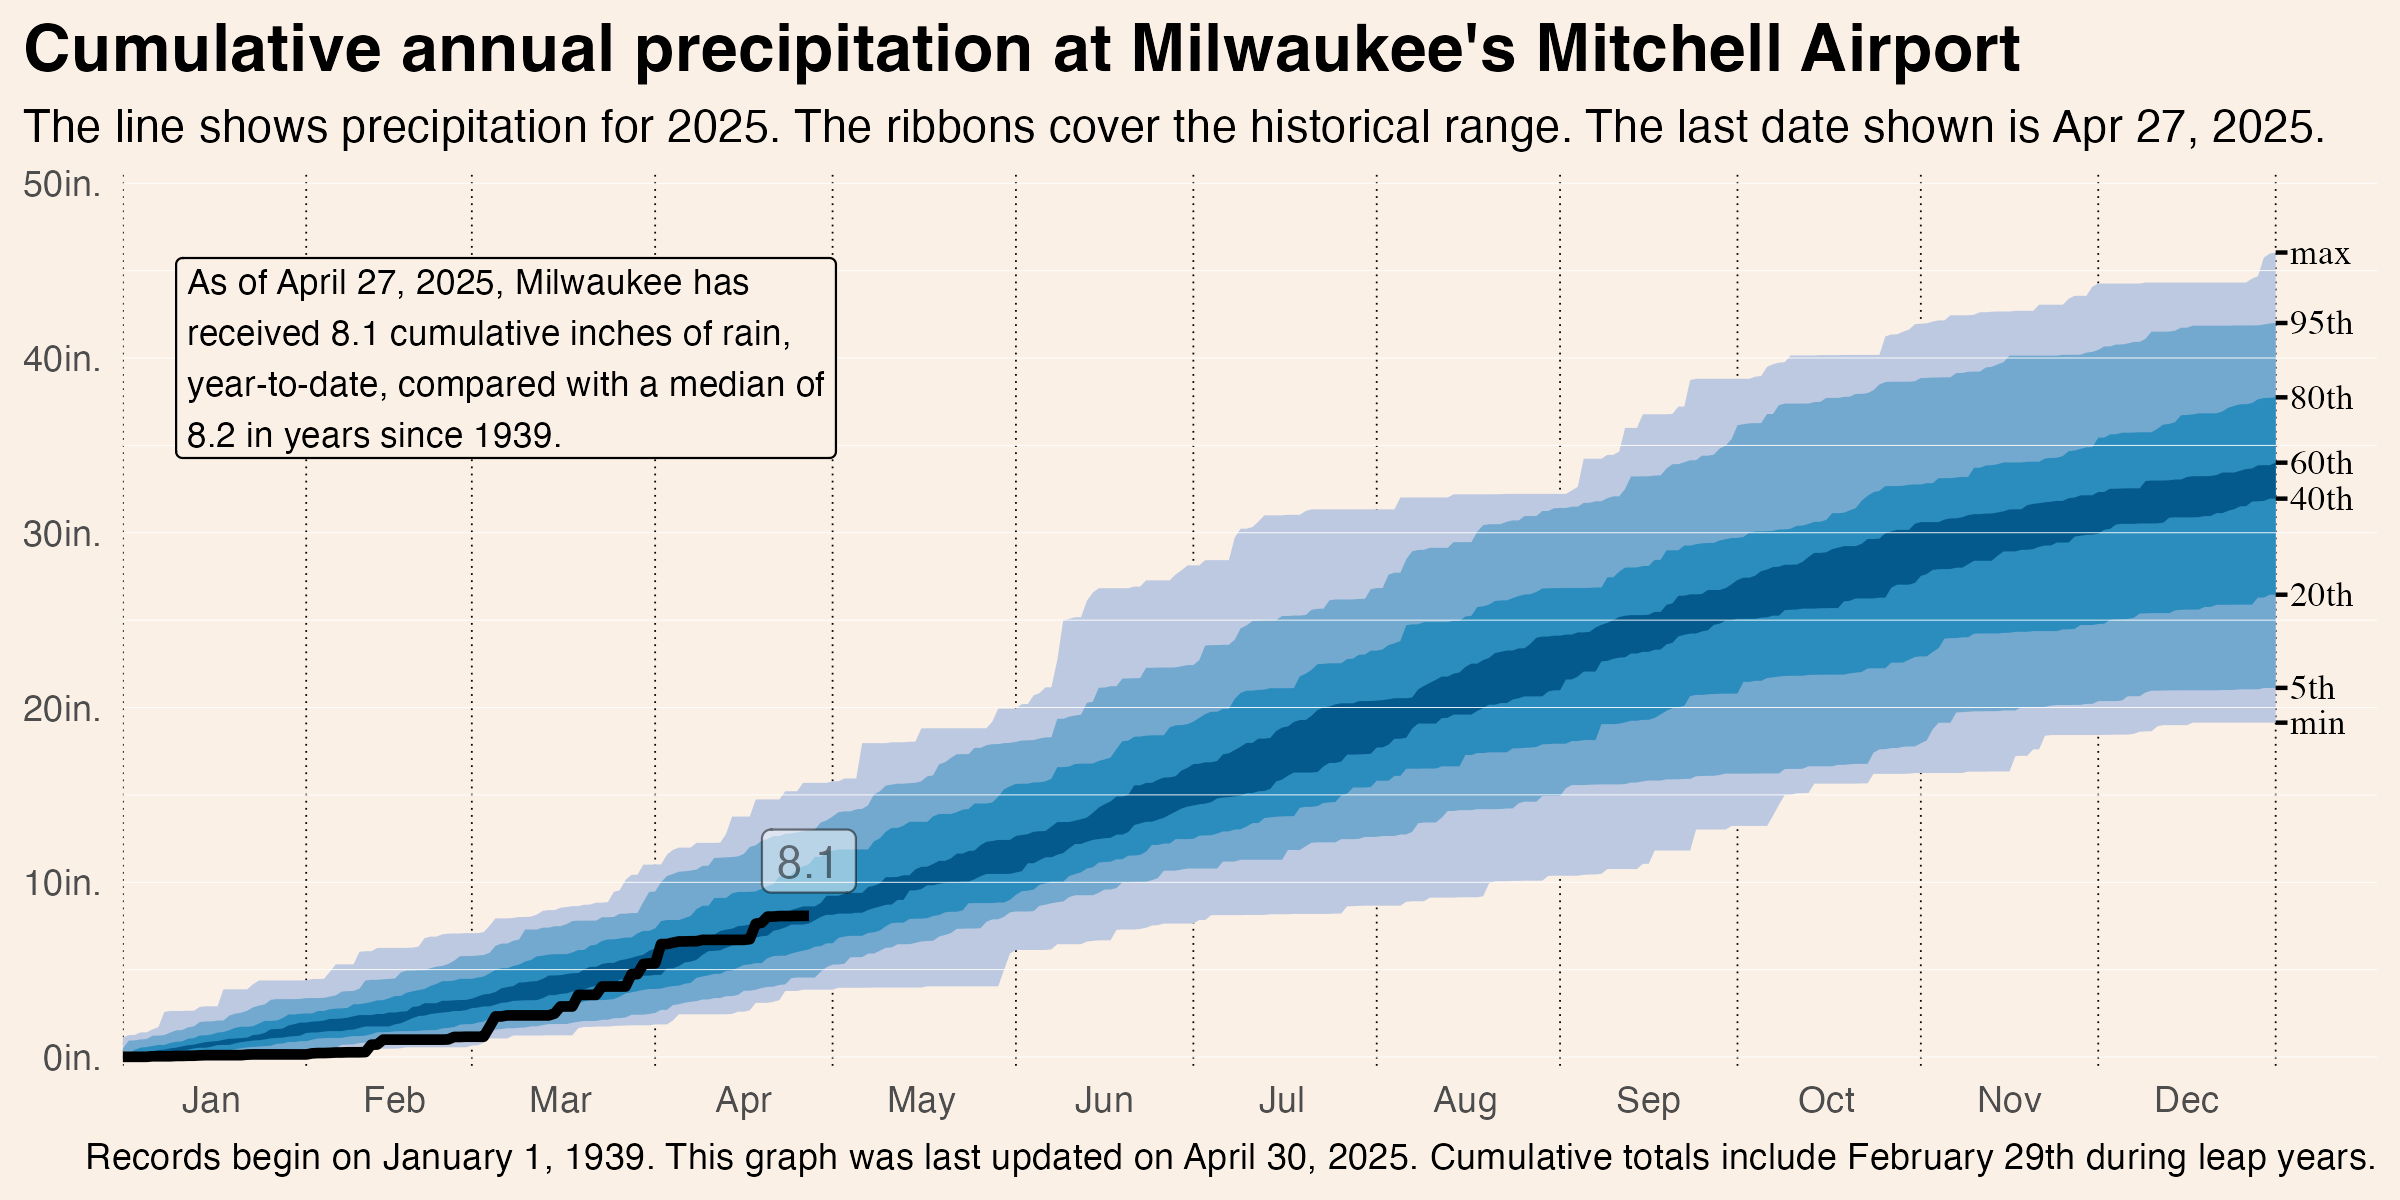 Cumulative annual precipitation at Milwaukee's Mitchell Airport
The line shows precipitation for 2025. The ribbons cover the historical range. The last date shown is Apr 27, 2025.
50in.
40in.
30in.
20in.
10in.
0in.
As of April 27, 2025, Milwaukee has
received 8.1 cumulative inches of rain,
year-to-date, compared with a median of
8.2 in years since 1939.
8.1
max
95th
80th
60th
40th
20th
5th
min
Jan Feb Mar Apr May Jun Jul Aug Sep Oct Nov Dec
Records begin on January 1, 1939. This graph was last updated on April 30, 2025. Cumulative totals include February 29th during leap years.